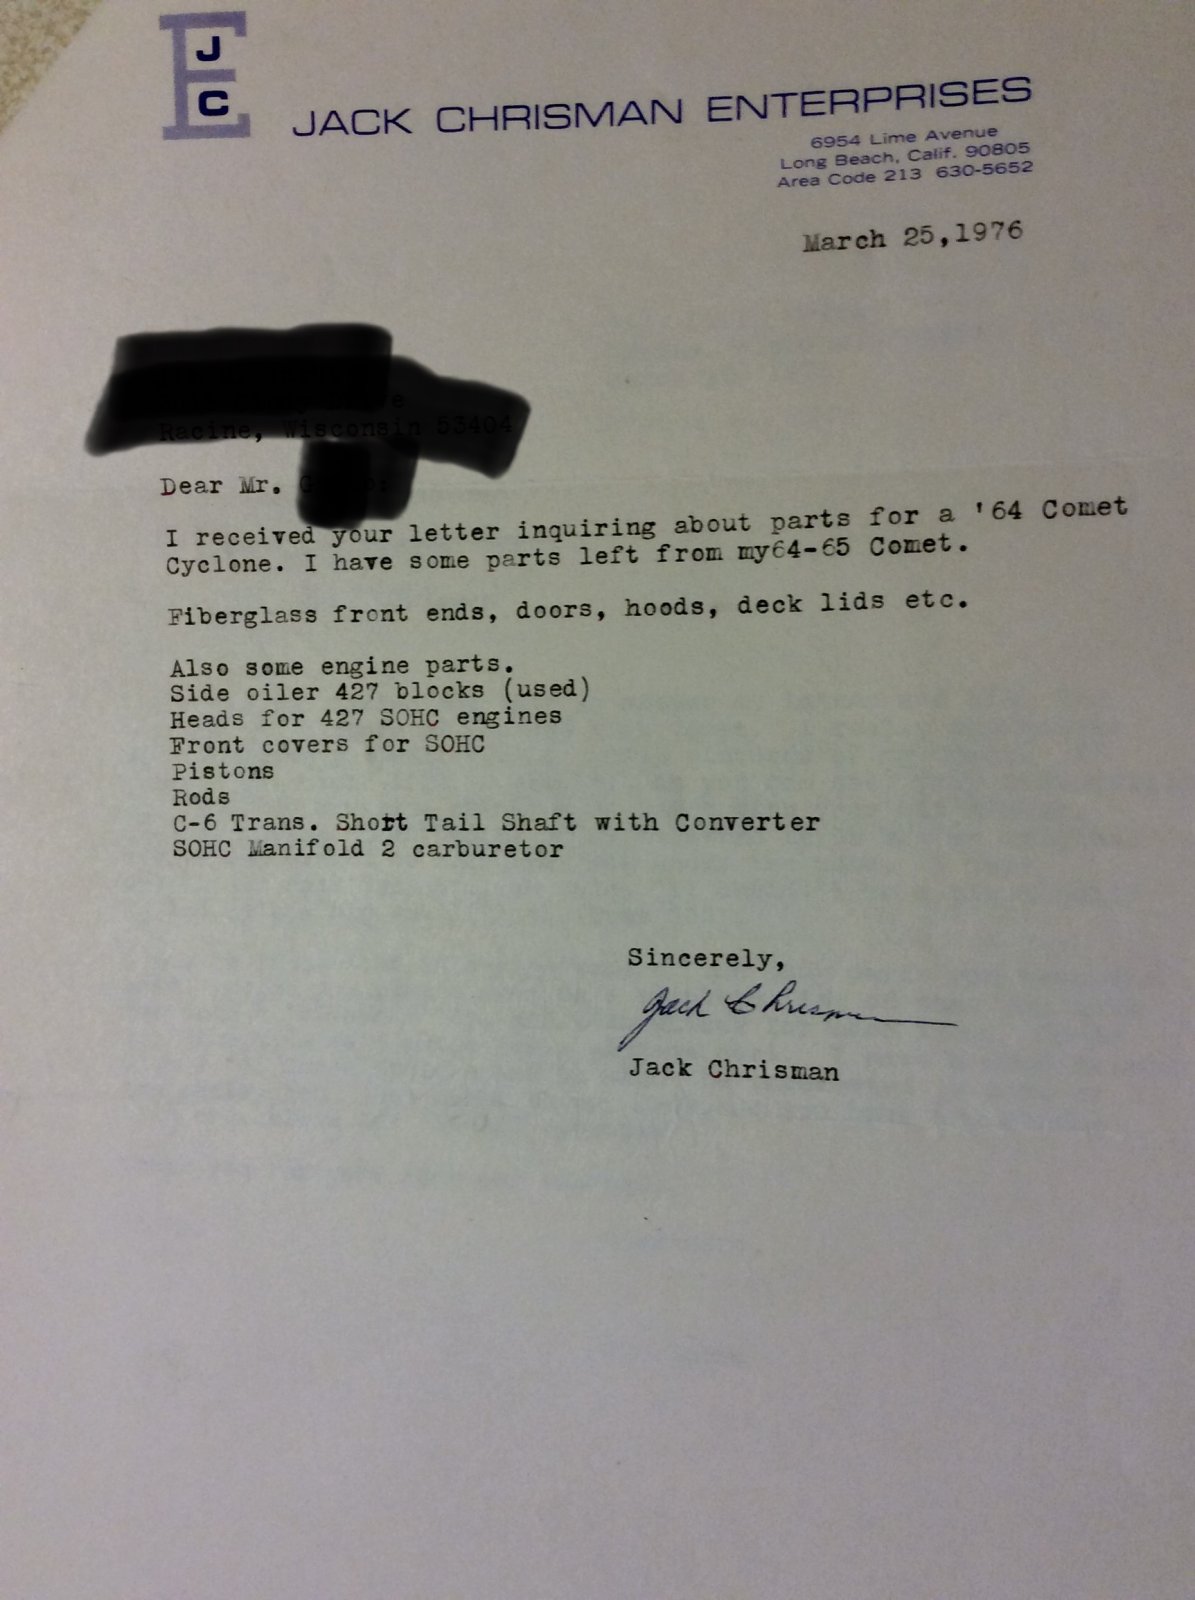 J
C
JACK CHRISMAN ENTERPRISES
6954 Lime Avenue
Long Beach, Calif. 90805
Area Code 213 630-5652
March 25,1976
Racine, Wisconsin 53404
Dear Mr.
I received your letter inquiring about parts for a '64 Comet
Cyclone. I have some parts left from my64-65 Comet.
Fiberglass front ends, doors, hoods, deck lids etc.
Also some engine parts.
Side oiler 427 blocks (used)
Heads for 427 SOHC engines
Front covers for SOHC
Pistons
Rods
C-6 Trans. Short Tail Shaft with Converter
SOHC Manifold 2 carburetor
Sincerely,
Jack Chrisman
Jack Chrisman